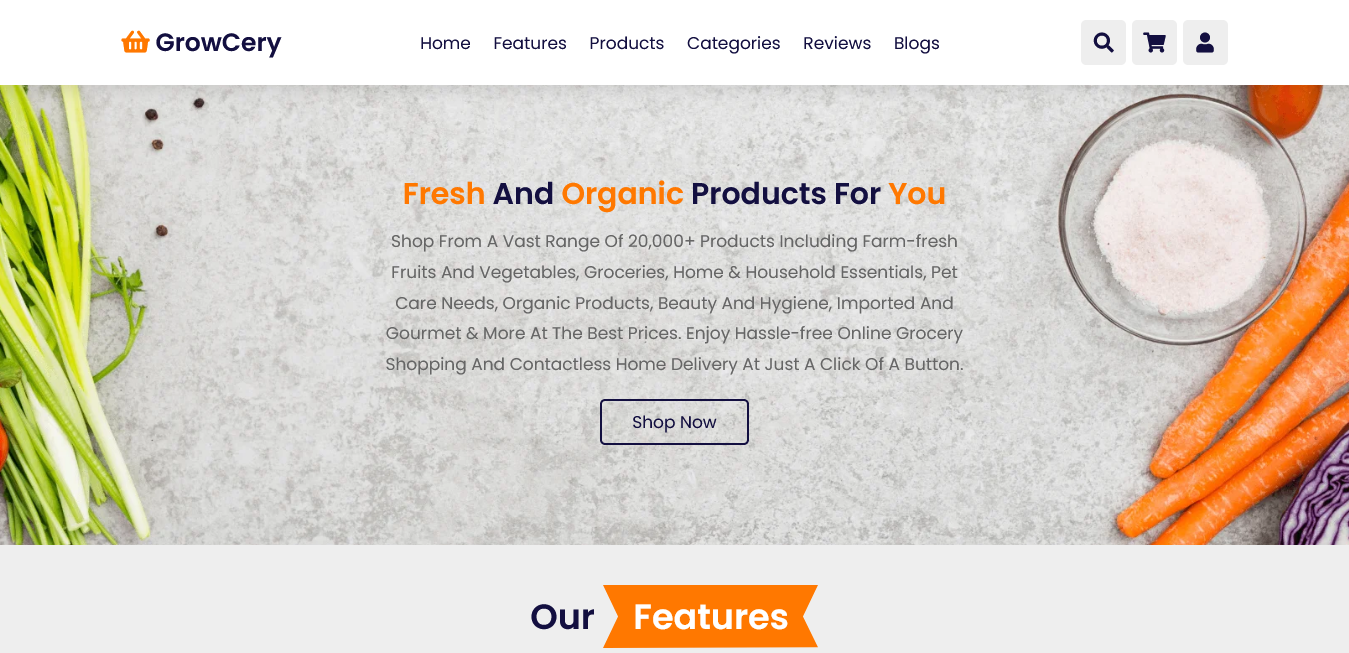 GrowCery
Home Features Products Categories Reviews Blogs
Fresh And Organic Products For You
Shop From A Vast Range Of 20,000+ Products Including Farm-fresh
Fruits And Vegetables, Groceries, Home & Household Essentials, Pet
Care Needs, Organic Products, Beauty And Hygiene, Imported And
Gourmet & More At The Best Prices. Enjoy Hassle-free Online Grocery
Shopping And Contactless Home Delivery At Just A Click Of A Button.
Shop Now
Our Features